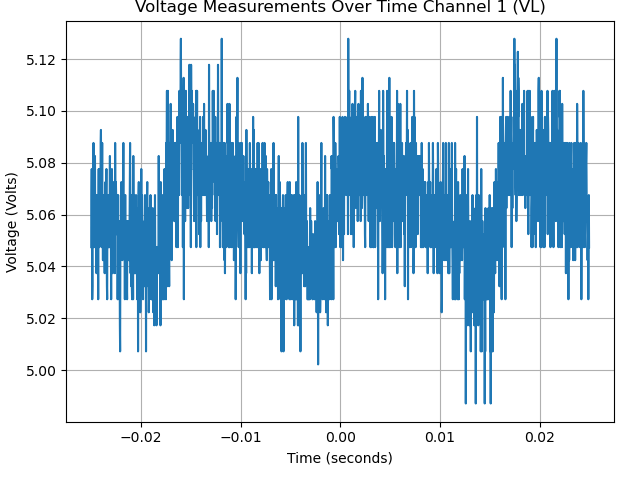 Voltage Measurements Over Time Channel 1 (VL)
5.12
5.10
5.08
5.06
5.04
5.02
5.00
Voltage (Volts)
−0.02 −0.01 0.00 0.01 0.02
Time (seconds)